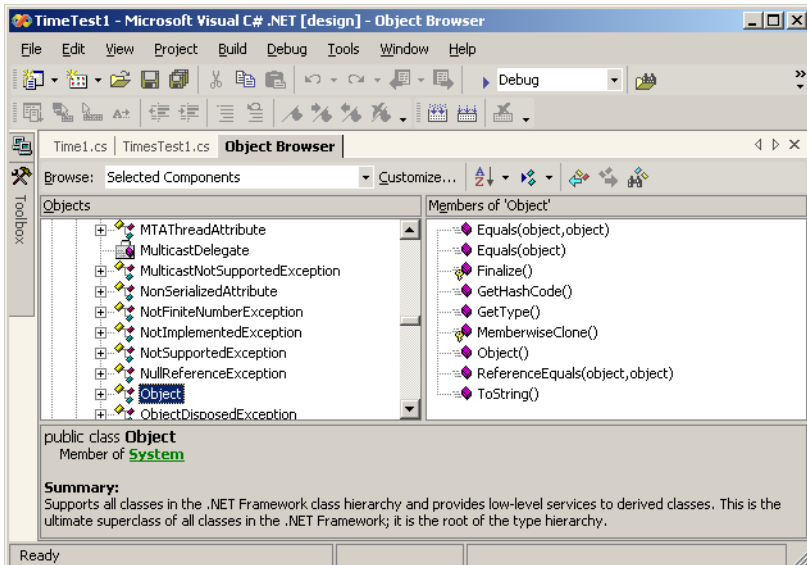 TimeTest1 - Microsoft Visual C# .NET [design] - Object Browser
File Edit View Project Build Debug Tools Window Help
Debug
Time1.cs TimesTest1.cs Object Browser
Browse: Selected Components Customize...
Toolbox
Objects
MTAThreadAttribute
MulticastDelegate
MulticastNotSupportedException
NonSerializedAttribute
NotFiniteNumberException
NotImplementedException
NotSupportedException
NullReferenceException
Object
ObjectDisposedException
Members of 'Object'
Equals(object,object)
Equals(object)
Finalize()
GetHashCode()
GetType()
MemberwiseClone()
Object()
ReferenceEquals(object,object)
ToString()
public class Object
Member of System
Summary:
Supports all classes in the .NET Framework class hierarchy and provides low-level services to derived classes. This is the
ultimate superclass of all classes in the .NET Framework; it is the root of the type hierarchy.
Ready